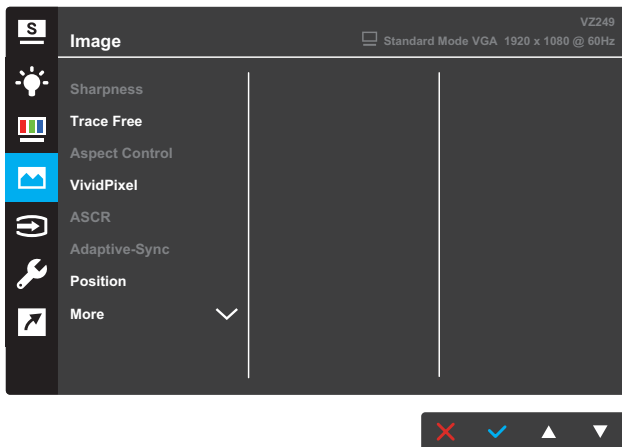 S
VZ249
Image
Standard Mode VGA 1920 x 1080 @ 60Hz
Sharpness
Trace Free
Aspect Control
VividPixel
ASCR
Adaptive-Sync
Position
More